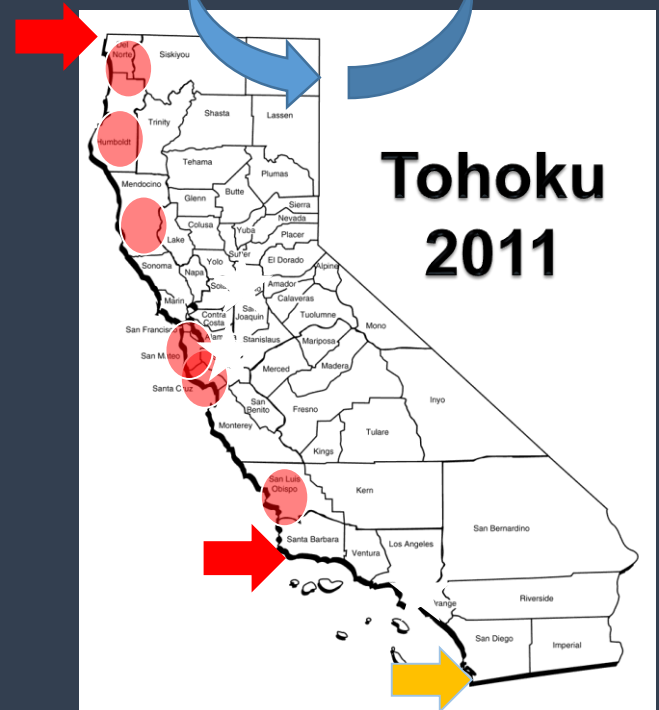 Del
Norte
Siskiyou
Shasta
Lassen
Trinity
Humboldt
Tehama
Plumas
Tohoku
2011
Mendocino
Glenn
Butte
Sierra
Nevada
Colusa
Yuba
Placer
Lake
Yolo
El Dorado
Sonoma
Napa
Alpine
Amador
Marin
Calaveras
Contra
Costa
Joaquin
Tuolumne
Mono
San Francisco
Stanislaus
Mariposa
San Mateo
Merced
Madera
Santa Cruz
Inyo
San
Benito
Fresno
Monterey
Tulare
Kings
San Luis
Obispo
Kern
San Bernardino
Santa Barbara
Los Angeles
Ventura
Riverside
San Diego
Imperial